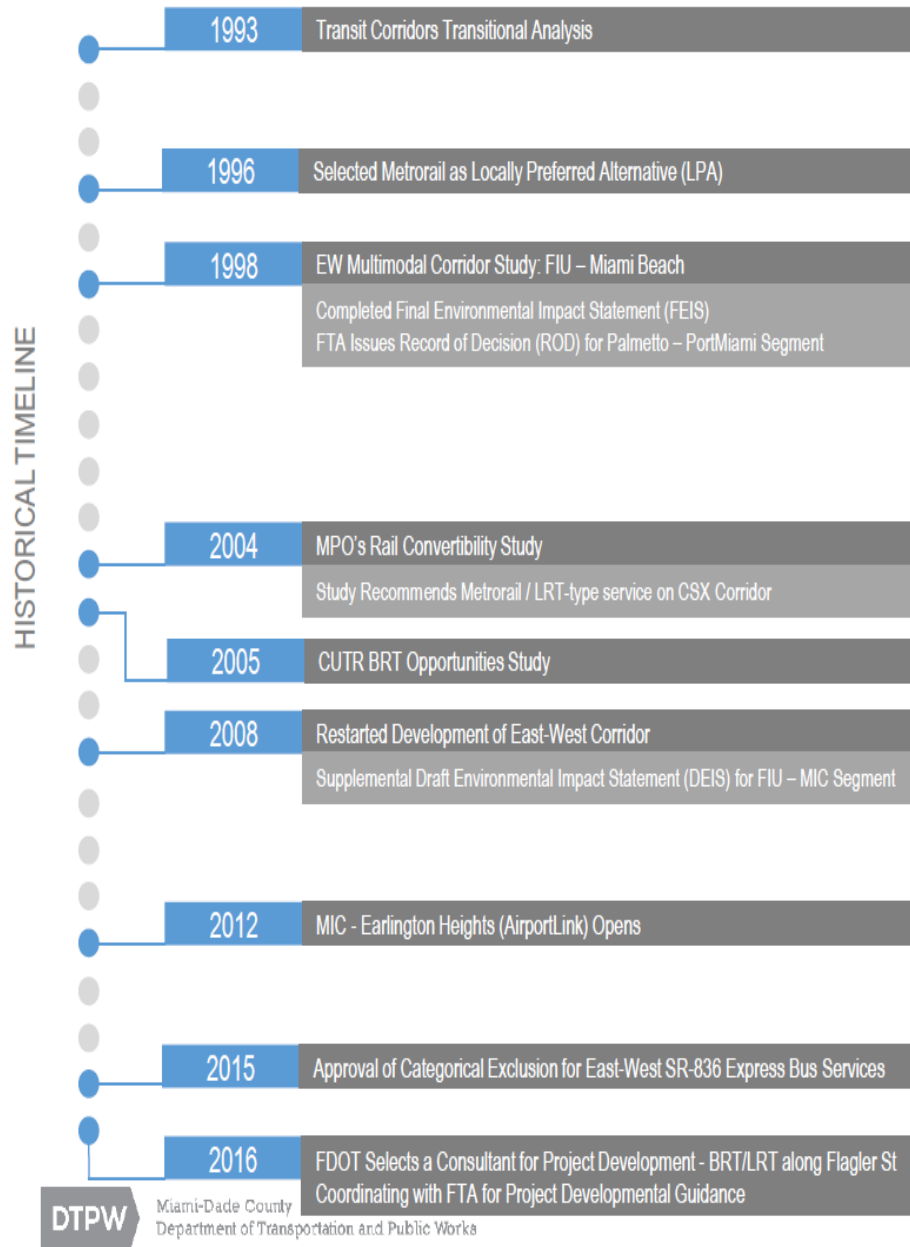 HISTORICAL TIMELINE
1993
Transit Corridors Transitional Analysis
1996
Selected Metrorail as Locally Preferred Alternative (LPA)
1998
EW Multimodal Corridor Study: FIU – Miami Beach
Completed Final Environmental Impact Statement (FEIS)
FTA Issues Record of Decision (ROD) for Palmetto – PortMiami Segment
2004
MPO's Rail Convertibility Study
Study Recommends Metrorail / LRT-type service on CSX Corridor
2005
CUTR BRT Opportunities Study
2008
Restarted Development of East-West Corridor
Supplemental Draft Environmental Impact Statement (DEIS) for FIU – MIC Segment
2012
MIC - Earlington Heights (AirportLink) Opens
2015
Approval of Categorical Exclusion for East-West SR-836 Express Bus Services
2016
FDOT Selects a Consultant for Project Development - BRT/LRT along Flagler St
Coordinating with FTA for Project Developmental Guidance
DTPW
Miami-Dade County
Department of Transportation and Public Works